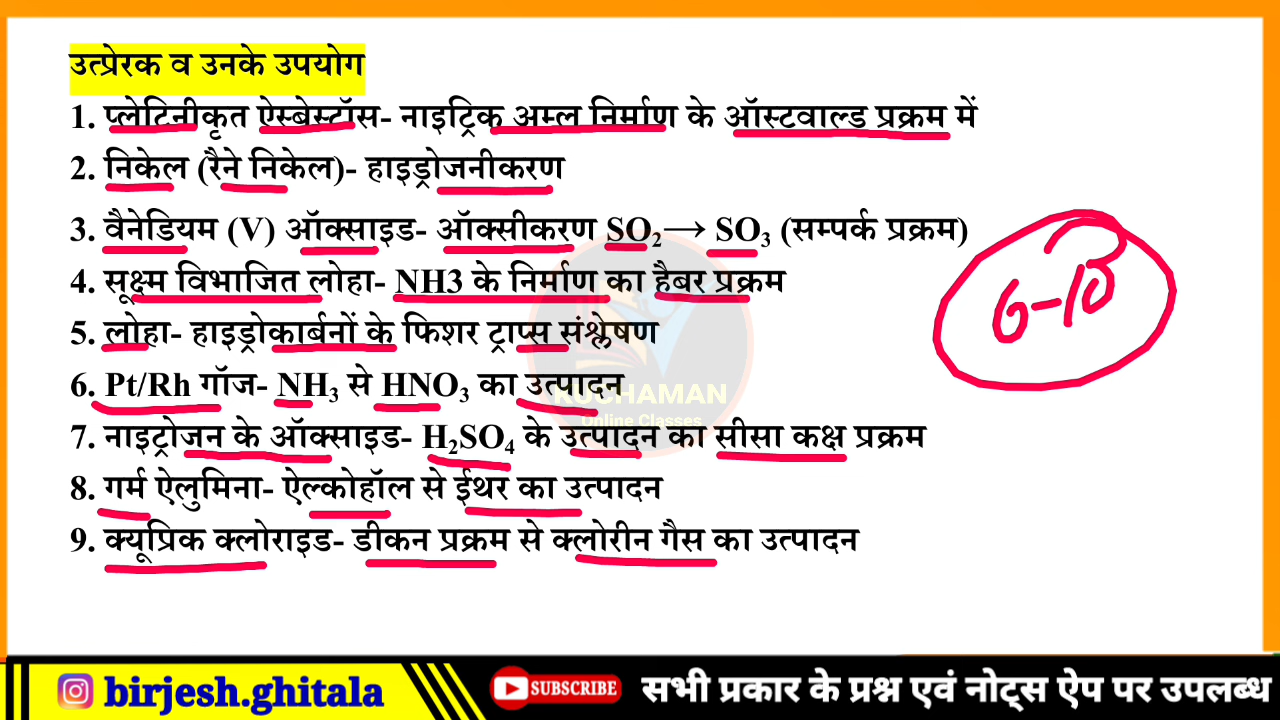 उत्प्रेरक व उनके उपयोग
1. प्लेटिनीकृत ऐस्बेस्टॉस- नाइट्रिक अम्ल निर्माण के ऑस्टवाल्ड प्रक्रम में
2. निकेल (रैने निकेल)- हाइड्रोजनीकरण
3. वैनेडियम (V) ऑक्साइड- ऑक्सीकरण SO₂→ SO₃ (सम्पर्क प्रक्रम)
4. सूक्ष्म विभाजित लोहा- NH3 के निर्माण का हैबर प्रक्रम
5. लोहा- हाइड्रोकार्बनों के फिशर ट्राप्स संश्लेषण
6. Pt/Rh गॉज- NH₃ से HNO₃ का उत्पादन
KUCHAMAN
Online Classes
7. नाइट्रोजन के ऑक्साइड- H₂SO₄ के उत्पादन का सीसा कक्ष प्रक्रम
8. गर्म ऐलुमिना- ऐल्कोहॉल से ईथर का उत्पादन
9. क्यूप्रिक क्लोराइड- डीकन प्रक्रम से क्लोरीन गैस का उत्पादन
birjesh.ghitala SUBSCRIBE सभी प्रकार के प्रश्न एवं नोट्स ऐप पर उपलब्ध